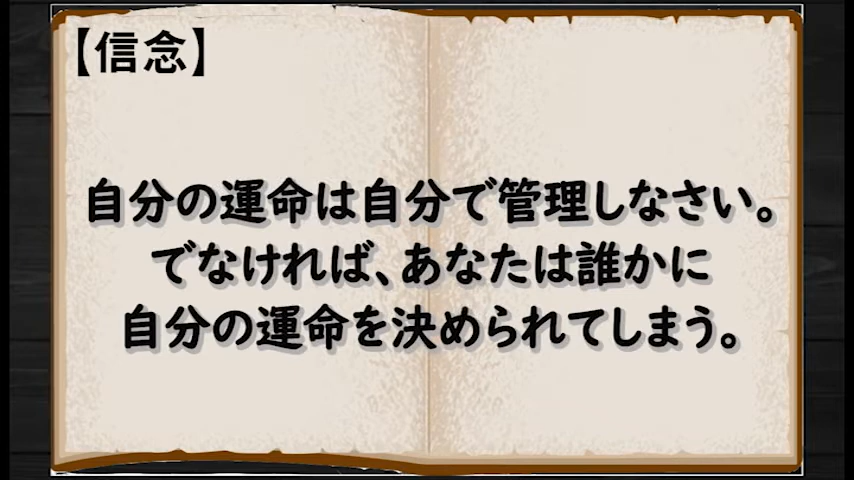 【信念】
自分の運命は自分で管理しなさい。
でなければ、あなたは誰かに
自分の運命を決められてしまう。